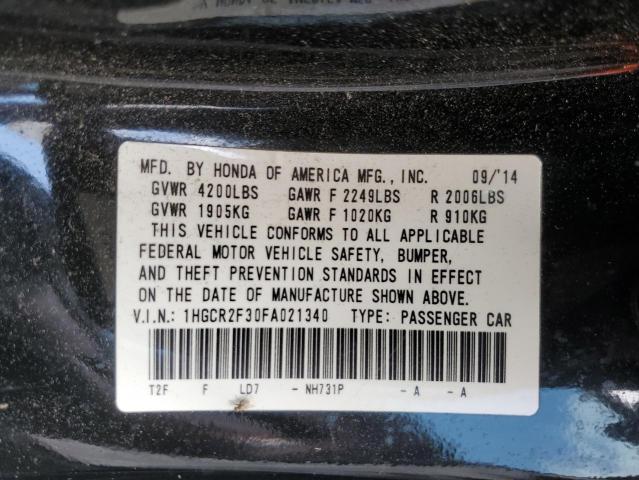 MFD. BY HONDA OF AMERICA MFG., INC. 09/'14
GVWR 4200LBS GAWR F 2249LBS R 2006LBS
GVWR 1905KG GAWR F 1020KG R 910KG
THIS VEHICLE CONFORMS TO ALL APPLICABLE
FEDERAL MOTOR VEHICLE SAFETY, BUMPER,
AND THEFT PREVENTION STANDARDS IN EFFECT
ON THE DATE OF MANUFACTURE SHOWN ABOVE.
V.I.N.: 1HGCR2F30FA021340 TYPE: PASSENGER CAR
T2F F LD7 - NH731P - A - A